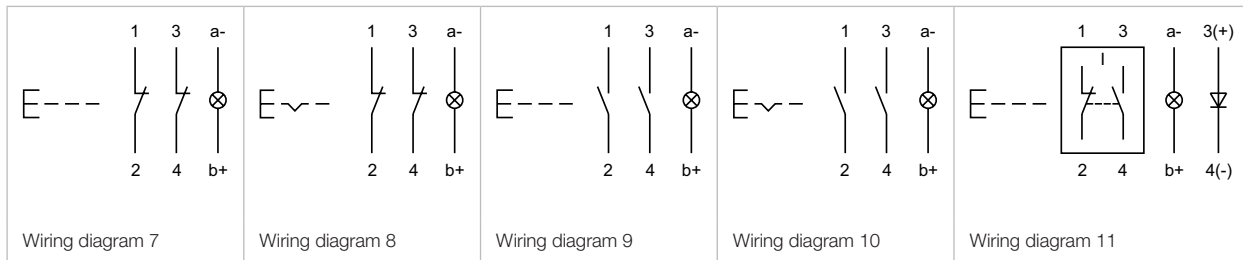 1 3 a-
2 4 b+
Wiring diagram 7
1 3 a-
2 4 b+
Wiring diagram 8
1 3 a-
2 4 b+
Wiring diagram 9
1 3 a-
2 4 b+
Wiring diagram 10
1 3 a- 3(+)
2 4 b+ 4(-)
Wiring diagram 11